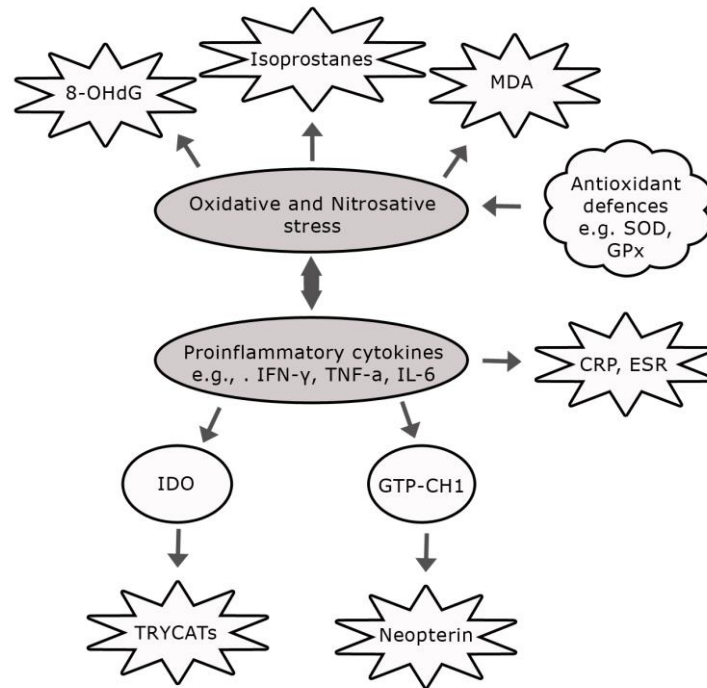 Isoprostanes
8-OHdG
MDA
Antioxidant
defences
e.g. SOD,
GPx
Oxidative and Nitrosative
stress
Proinflammatory cytokines
e.g., . IFN-γ, TNF-a, IL-6
CRP, ESR
IDO
GTP-CH1
TRYCATs
Neopterin